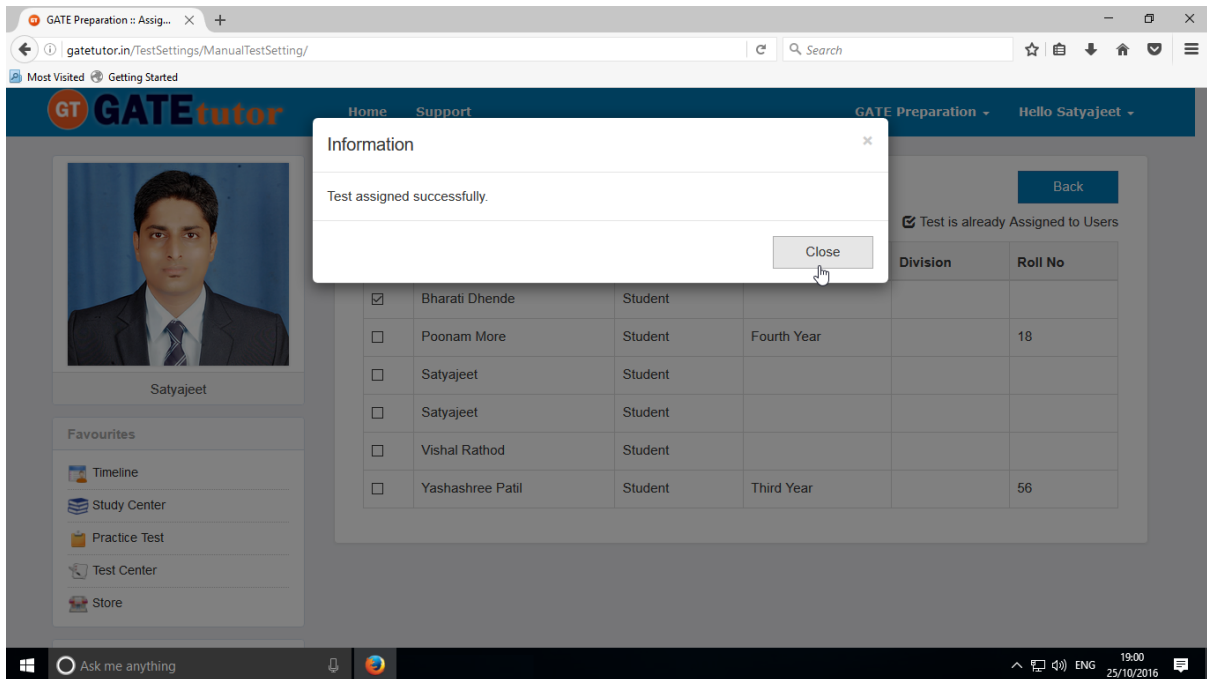 GATE Preparation :: Assig...
gatetutor.in/TestSettings/ManualTestSetting/
Search
Most Visited Getting Started
GT GATEtutor Home Support GATE Preparation Hello Satyajeet
Information
Test assigned successfully.
Close
Back
Test is already Assigned to Users
Division Roll No
Bharati Dhende Student
Poonam More Student Fourth Year 18
Satyajeet Student
Satyajeet Student
Vishal Rathod Student
Yashashree Patil Student Third Year 56
Satyajeet
Favourites
Timeline
Study Center
Practice Test
Test Center
Store
Ask me anything
ENG
19:00
25/10/2016